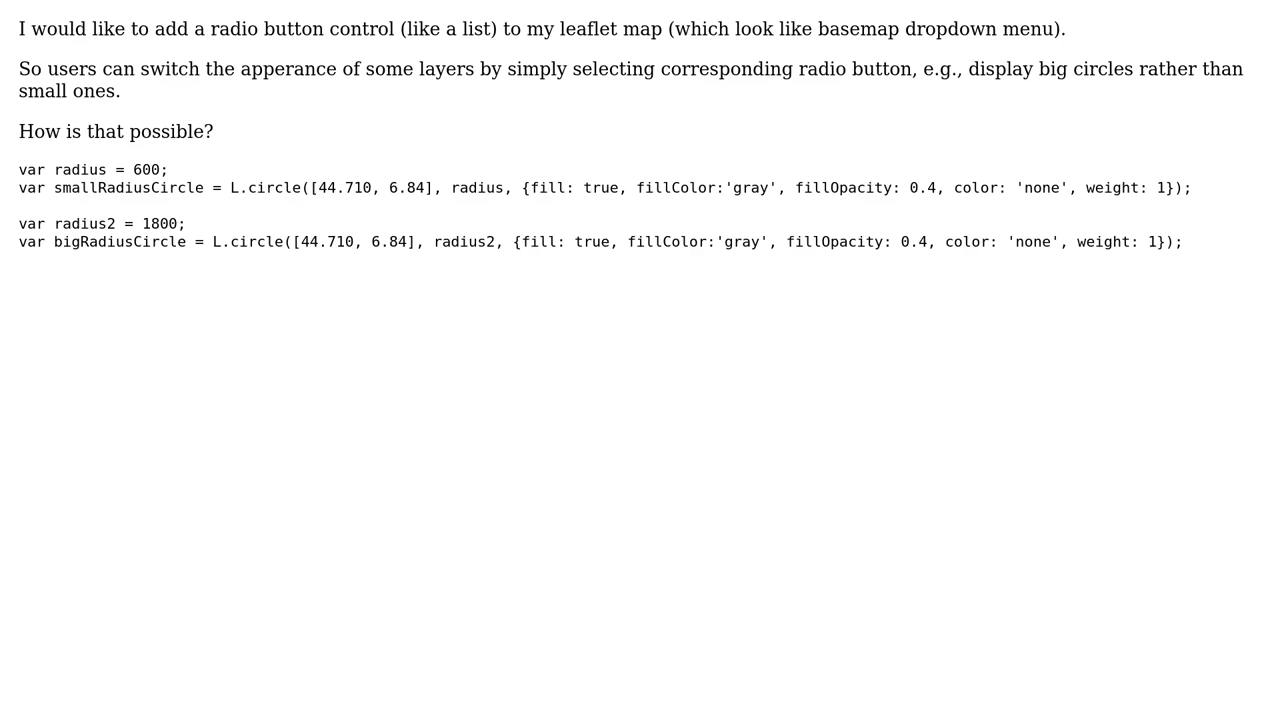 I would like to add a radio button control (like a list) to my leaflet map (which look like basemap dropdown menu).
So users can switch the apperance of some layers by simply selecting corresponding radio button, e.g., display big circles rather than
small ones.
How is that possible?
var radius = 600;
var smallRadiusCircle = L.circle([44.710, 6.84], radius, {fill: true, fillColor:'gray', fillOpacity: 0.4, color: 'none', weight: 1});
var radius2 = 1800;
var bigRadiusCircle = L.circle([44.710, 6.84], radius2, {fill: true, fillColor:'gray', fillOpacity: 0.4, color: 'none', weight: 1});